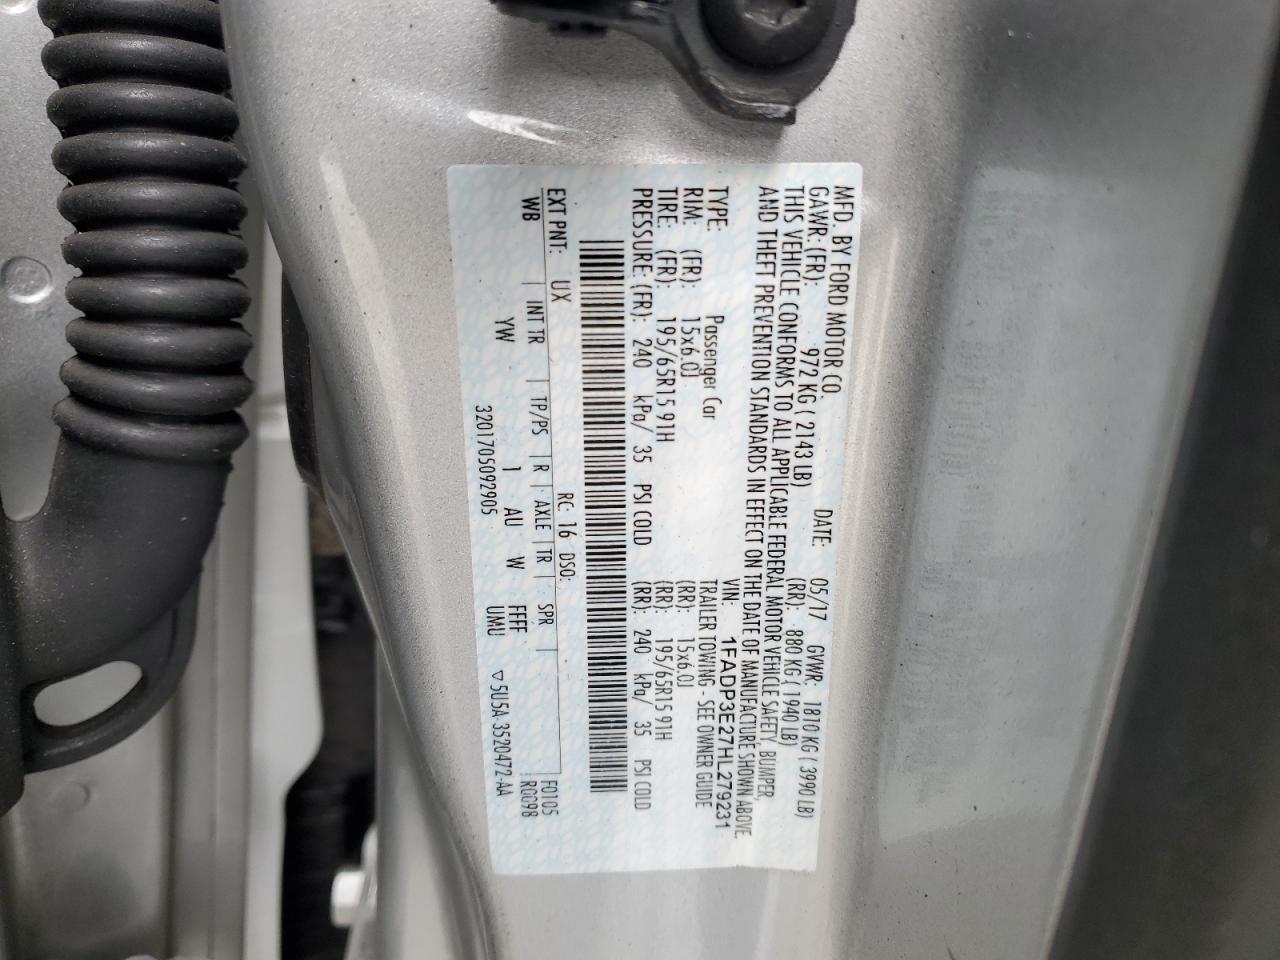 MFD. BY FORD MOTOR CO.
DATE: 05/17 GVWR: 1810 KG ( 3990 LB)
GAWR: (FR): 972 KG ( 2143 LB) (RR): 880 KG ( 1940 LB)
THIS VEHICLE CONFORMS TO ALL APPLICABLE FEDERAL MOTOR VEHICLE SAFETY, BUMPER,
AND THEFT PREVENTION STANDARDS IN EFFECT ON THE DATE OF MANUFACTURE SHOWN ABOVE.
VIN: 1FADP3E27HL279231
TYPE: Passenger Car TRAILER TOWING - SEE OWNER GUIDE
RIM: (FR): 15x6.0J (RR): 15x6.0J
TIRE: (FR): 195/65R15 91H (RR): 195/65R15 91H
PRESSURE: (FR): 240 kPa/ 35 PSI COLD (RR): 240 kPa/ 35 PSI COLD
EXT PNT: UX RC: 16 DSO: F0105
WB | INT TR | TP/PS | R | AXLE | TR | SPR | R0098
YW 1 AU W FFFF
3201705092905 UMU ▽5U5A-3520472-AA